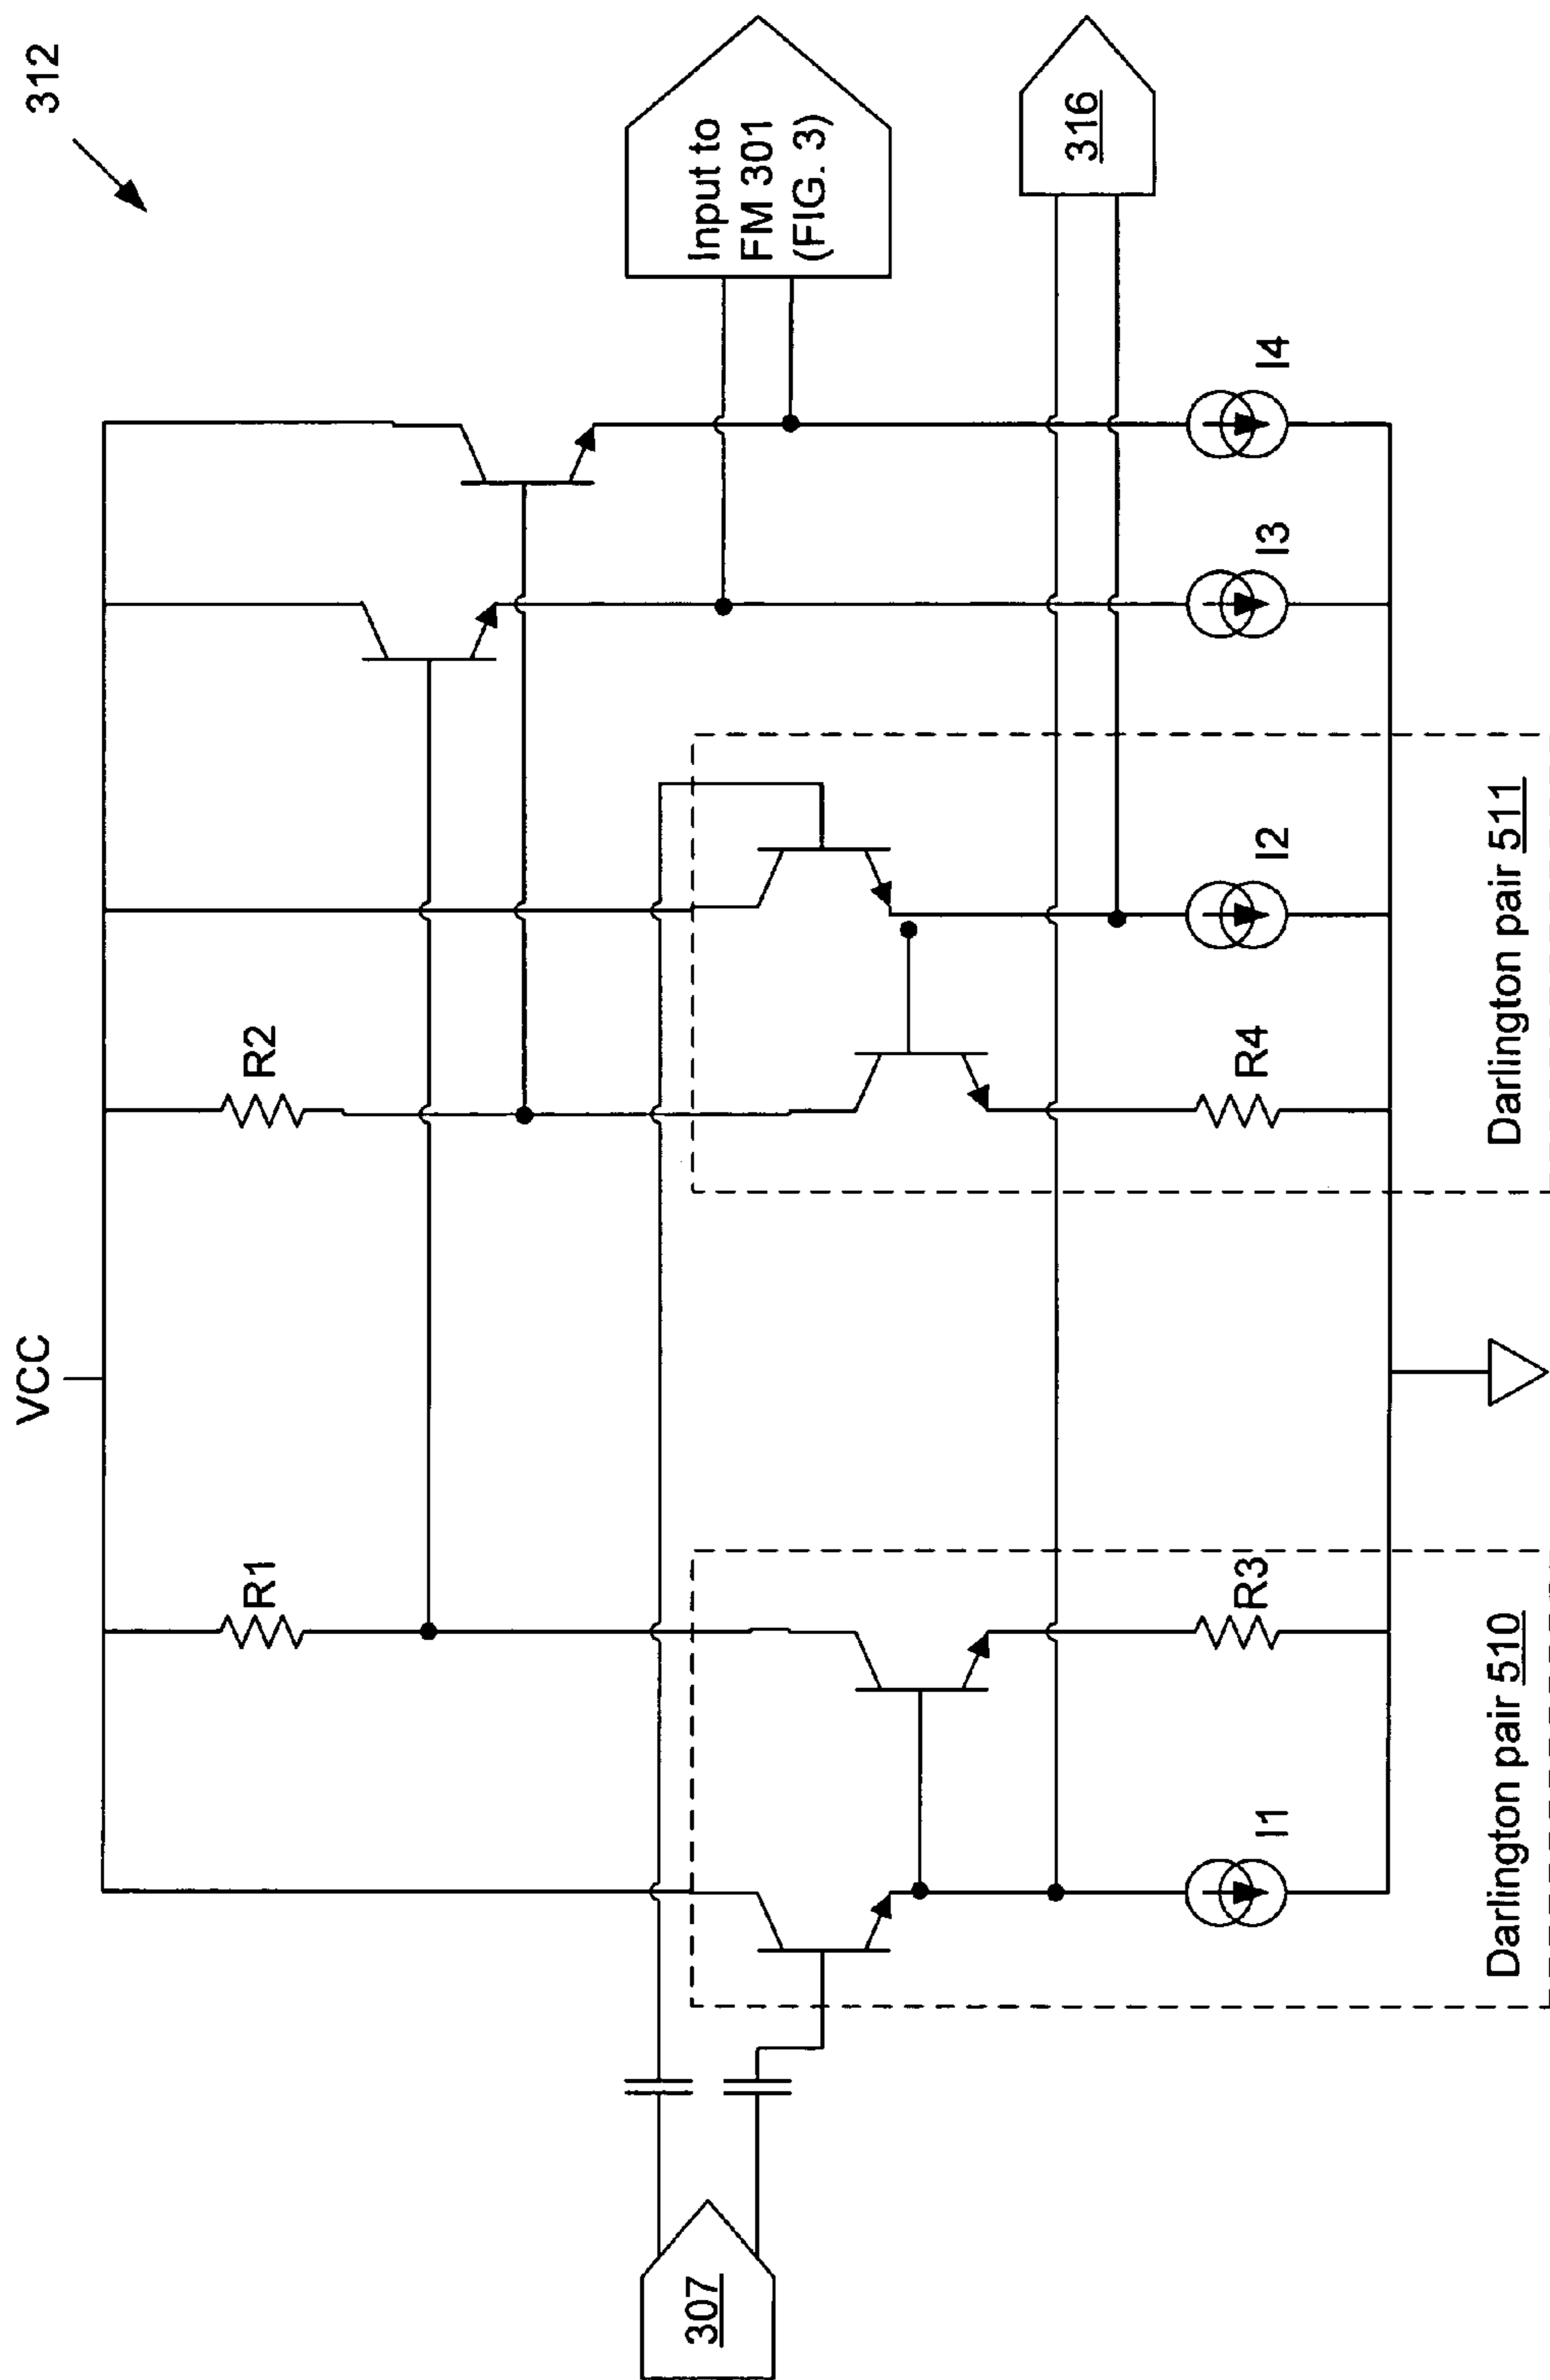 312
VCC
R1
R2
Input to
FM 301
(FIG. 3)
307
316
I1
R3
R4
I2
I3
I4
Darlington pair 510
Darlington pair 511